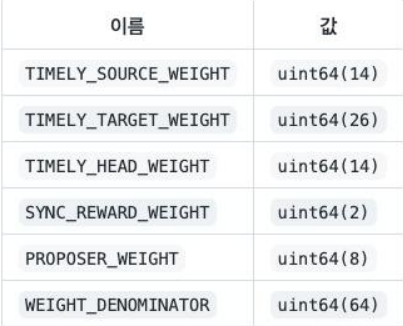 이름 값
TIMELY_SOURCE_WEIGHT uint64(14)
TIMELY_TARGET_WEIGHT uint64(26)
TIMELY_HEAD_WEIGHT uint64(14)
SYNC_REWARD_WEIGHT uint64(2)
PROPOSER_WEIGHT uint64(8)
WEIGHT_DENOMINATOR uint64(64)